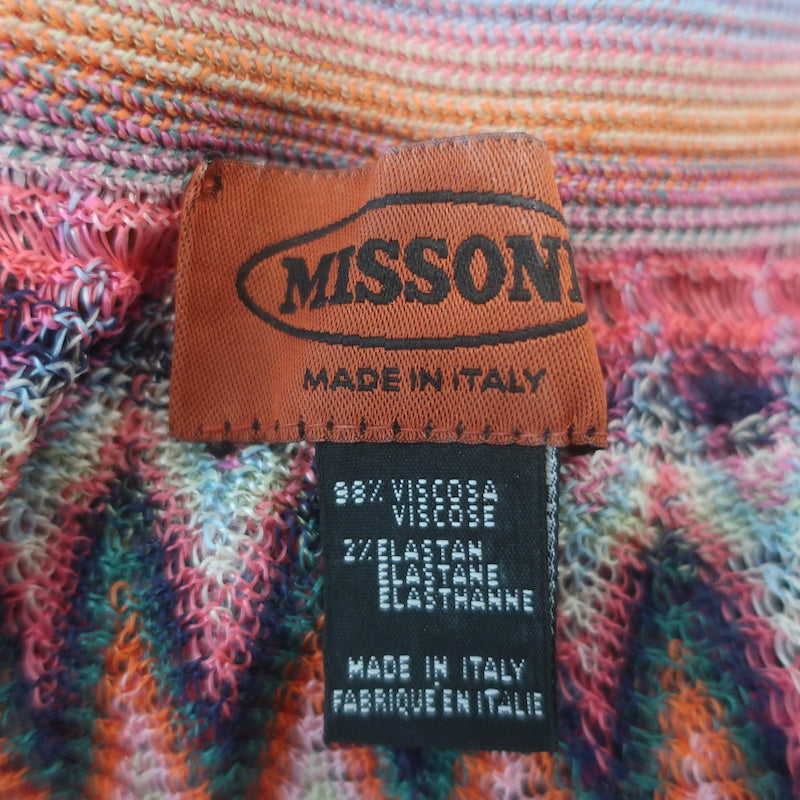 MISSONI
MADE IN ITALY
98% VISCOSA
VISCOSE
2% ELASTAN
ELASTANE
ELASTHANNE
MADE IN ITALY
FABRIQUE EN ITALIE